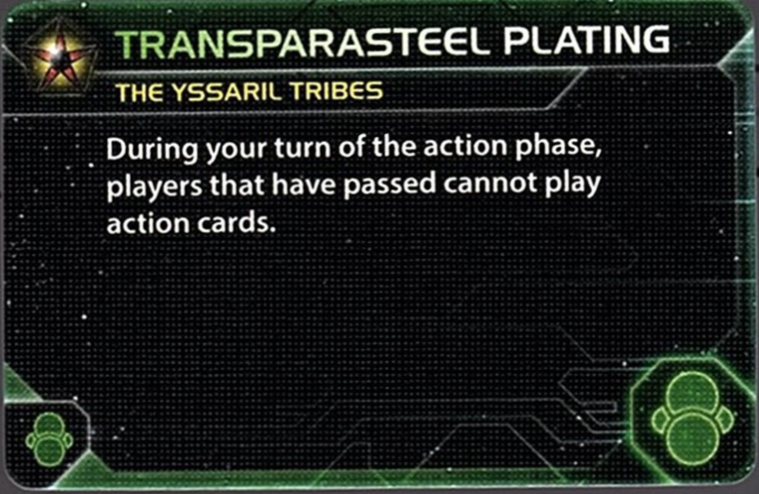 TRANSPARASTEEL PLATING
THE YSSARIL TRIBES
During your turn of the action phase,
players that have passed cannot play
action cards.